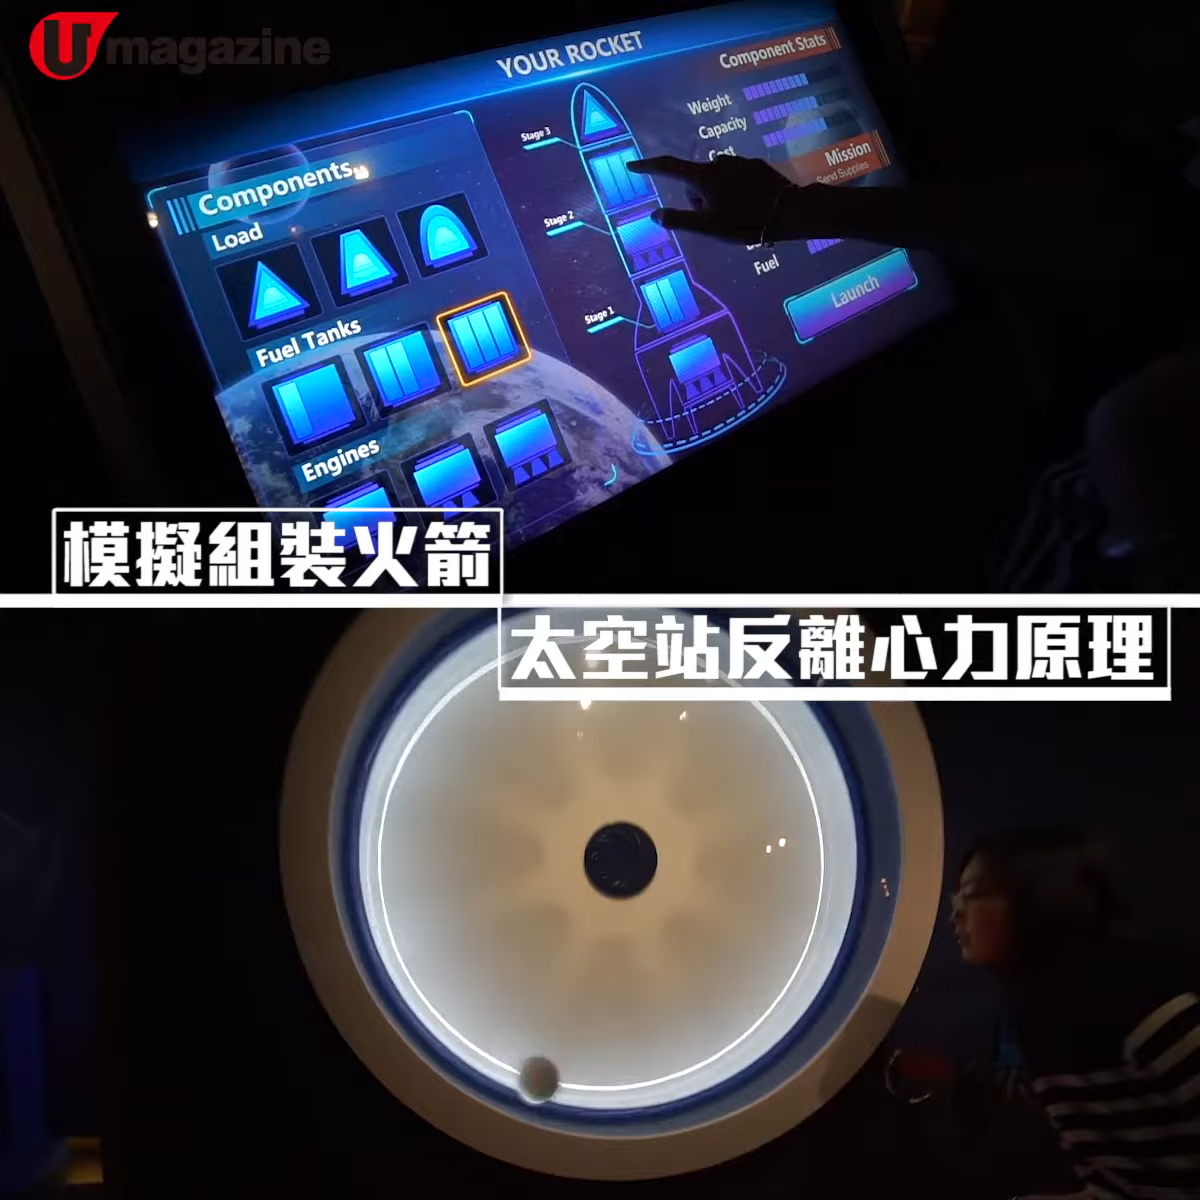 U magazine
YOUR ROCKET
Component Stats
Weight
Capacity
Cost
Mission
Send Supplies
Fuel
Launch
Components
Load
Fuel Tanks
Engines
Stage 3
Stage 2
Stage 1
模擬組裝火箭
太空站反離心力原理